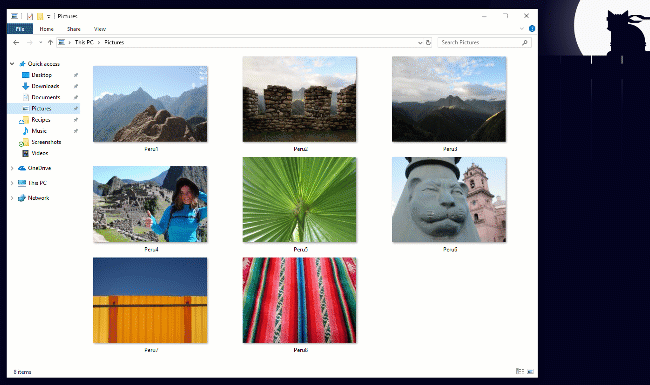 Pictures
File Home Share View
This PC > Pictures
Search Pictures
Quick access
Desktop
Downloads
Documents
Pictures
Recipes
Music
Screenshots
Videos
OneDrive
This PC
Network
Peru1 Peru2 Peru3
Peru4 Peru5 Peru6
Peru7 Peru8
8 items